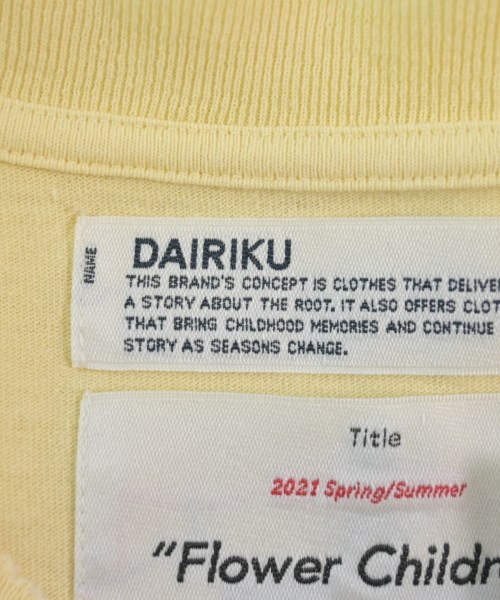 NAME
DAIRIKU
THIS BRAND'S CONCEPT IS CLOTHES THAT DELIVE
A STORY ABOUT THE ROOT. IT ALSO OFFERS CLOT
THAT BRING CHILDHOOD MEMORIES AND CONTINUE
STORY AS SEASONS CHANGE.
Title
2021 Spring/Summer
"Flower Childr